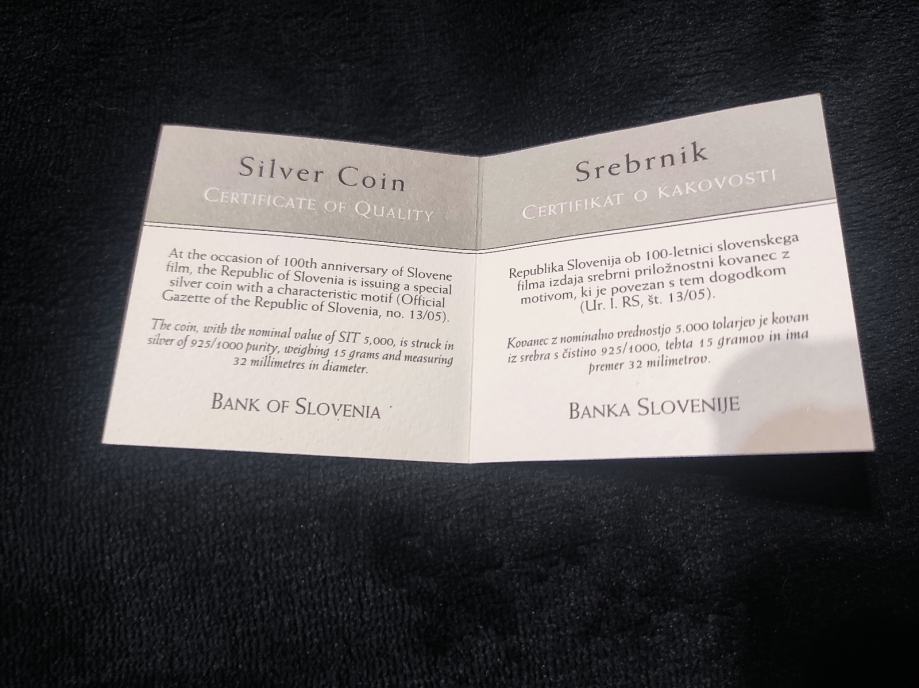 Silver Coin
CERTIFICATE OF QUALITY
At the occasion of 100th anniversary of Slovene
film, the Republic of Slovenia is issuing a special
silver coin with a characteristic motif (Official
Gazette of the Republic of Slovenia, no. 13/05).
The coin, with the nominal value of SIT 5,000, is struck in
silver of 925/1000 purity, weighing 15 grams and measuring
32 millimetres in diameter.
BANK OF SLOVENIA
Srebrnik
CERTIFIKAT O KAKOVOSTI
Republika Slovenija ob 100-letnici slovenskega
filma izdaja srebrni priložnostni kovanec z
motivom, ki je povezan s tem dogodkom
(Ur. l. RS, št. 13/05).
Kovanec z nominalno vrednostjo 5.000 tolarjev je kovan
iz srebra s čistino 925/1000, tehta 15 gramov in ima
premer 32 milimetrov.
BANKA SLOVENIJE